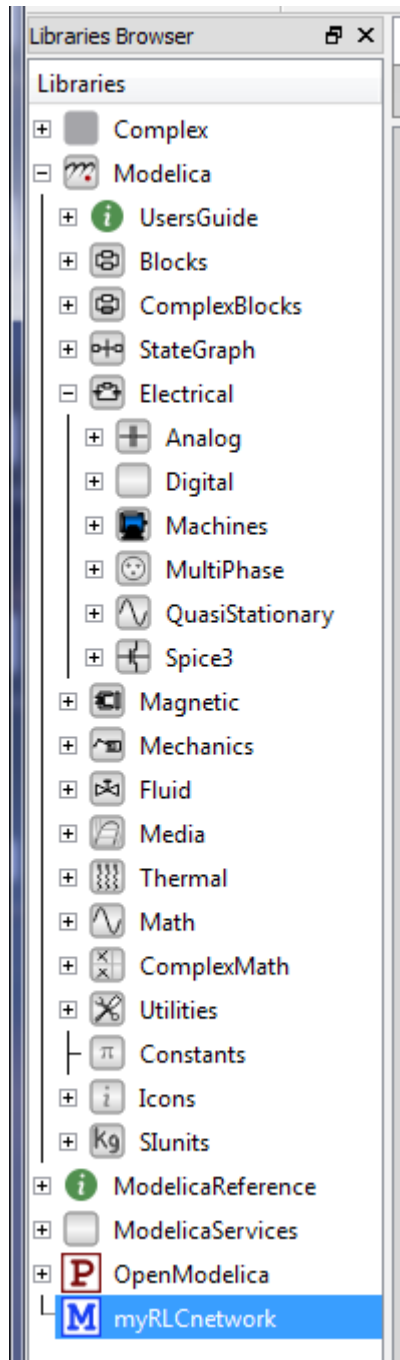 Libraries Browser
Libraries
Complex
Modelica
UsersGuide
Blocks
ComplexBlocks
StateGraph
Electrical
Analog
Digital
Machines
MultiPhase
QuasiStationary
Spice3
Magnetic
Mechanics
Fluid
Media
Thermal
Math
ComplexMath
Utilities
π Constants
i Icons
kg SIunits
i ModelicaReference
ModelicaServices
P OpenModelica
M myRLCnetwork